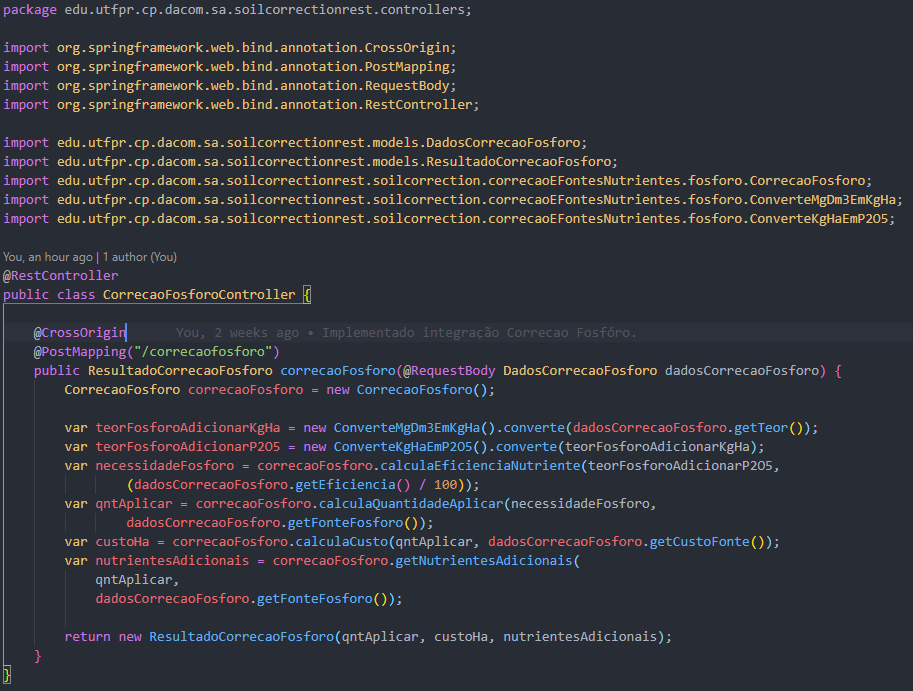 package edu.utfpr.cp.dacom.sa.soilcorrectionrest.controllers;
import org.springframework.web.bind.annotation.CrossOrigin;
import org.springframework.web.bind.annotation.PostMapping;
import org.springframework.web.bind.annotation.RequestBody;
import org.springframework.web.bind.annotation.RestController;
import edu.utfpr.cp.dacom.sa.soilcorrectionrest.models.DadosCorrecaoFosforo;
import edu.utfpr.cp.dacom.sa.soilcorrectionrest.models.ResultadoCorrecaoFosforo;
import edu.utfpr.cp.dacom.sa.soilcorrectionrest.soilcorrection.correcaoEFontesNutrientes.fosforo.CorrecaoFosforo;
import edu.utfpr.cp.dacom.sa.soilcorrectionrest.soilcorrection.correcaoEFontesNutrientes.fosforo.ConverteMgDm3EmKgHa;
import edu.utfpr.cp.dacom.sa.soilcorrectionrest.soilcorrection.correcaoEFontesNutrientes.fosforo.ConverteKgHaEmP2O5;
You, an hour ago | 1 author (You)
@RestController
public class CorrecaoFosforoController {
@CrossOrigin You, 2 weeks ago • Implementado integração Correcao Fosfóro.
@PostMapping("/correcaofosforo")
public ResultadoCorrecaoFosforo correcaoFosforo(@RequestBody DadosCorrecaoFosforo dadosCorrecaoFosforo) {
CorrecaoFosforo correcaoFosforo = new CorrecaoFosforo();
var teorFosforoAdicionarKgHa = new ConverteMgDm3EmKgHa().converte(dadosCorrecaoFosforo.getTeor());
var teorFosforoAdicionarP2O5 = new ConverteKgHaEmP2O5().converte(teorFosforoAdicionarKgHa);
var necessidadeFosforo = correcaoFosforo.calculaEficienciaNutriente(teorFosforoAdicionarP2O5,
(dadosCorrecaoFosforo.getEficiencia() / 100));
var qntAplicar = correcaoFosforo.calculaQuantidadeAplicar(necessidadeFosforo,
dadosCorrecaoFosforo.getFonteFosforo());
var custoHa = correcaoFosforo.calculaCusto(qntAplicar, dadosCorrecaoFosforo.getCustoFonte());
var nutrientesAdicionais = correcaoFosforo.getNutrientesAdicionais(
qntAplicar,
dadosCorrecaoFosforo.getFonteFosforo());
return new ResultadoCorrecaoFosforo(qntAplicar, custoHa, nutrientesAdicionais);
}
}